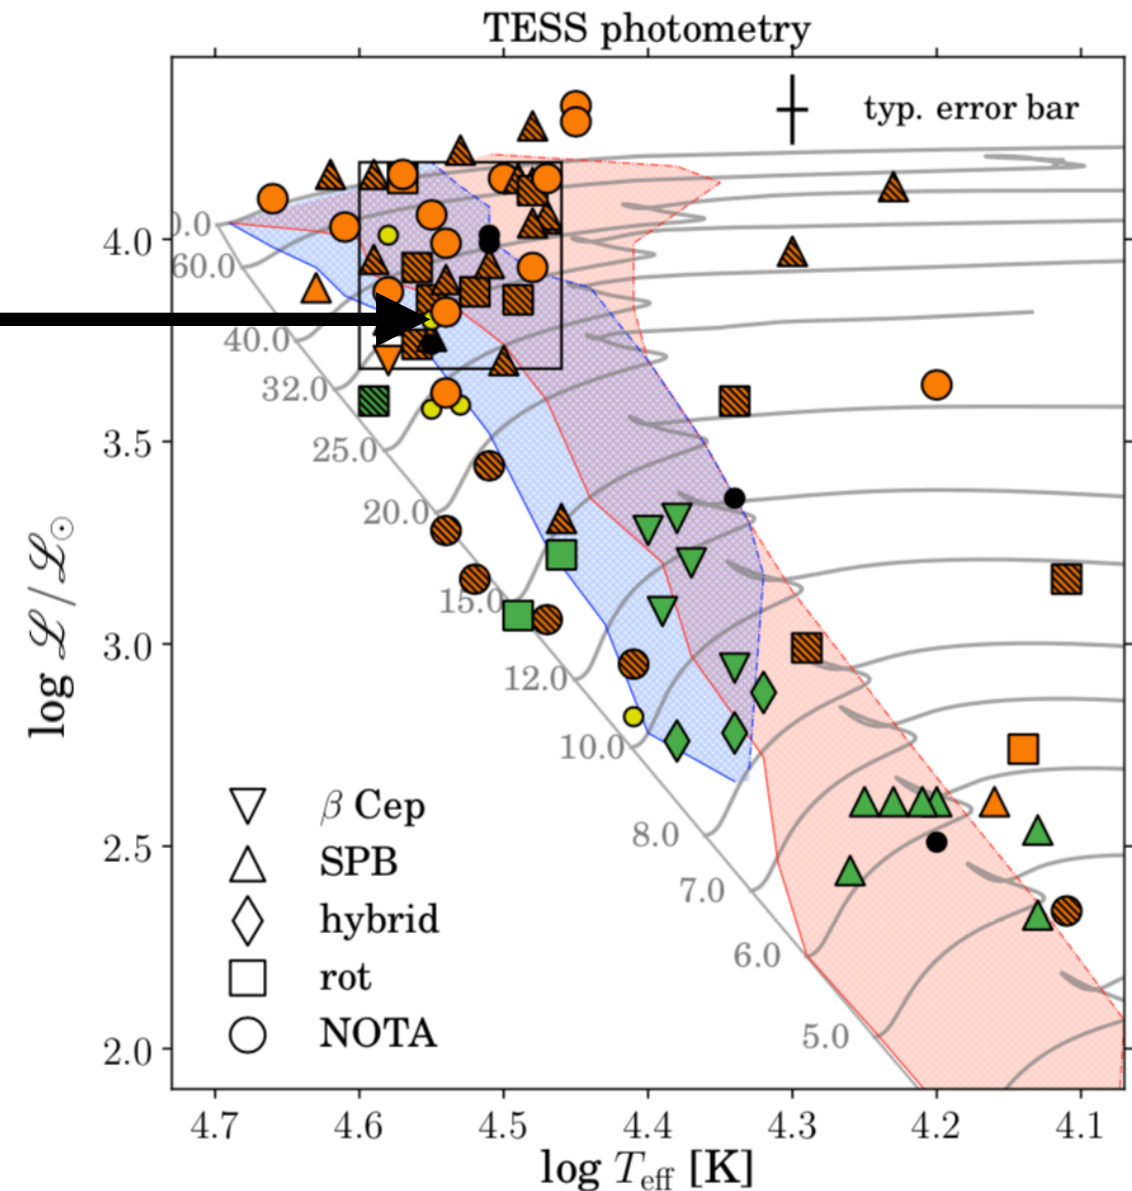 TESS photometry
typ. error bar
0.0
60.0
40.0
32.0
25.0
20.0
15.0
12.0
10.0
8.0
7.0
6.0
5.0
4.0
3.5
3.0
2.5
2.0
log ℒ/ℒ⊙
β Cep
SPB
hybrid
rot
NOTA
4.7 4.6 4.5 4.4 4.3 4.2 4.1
log T_eff [K]